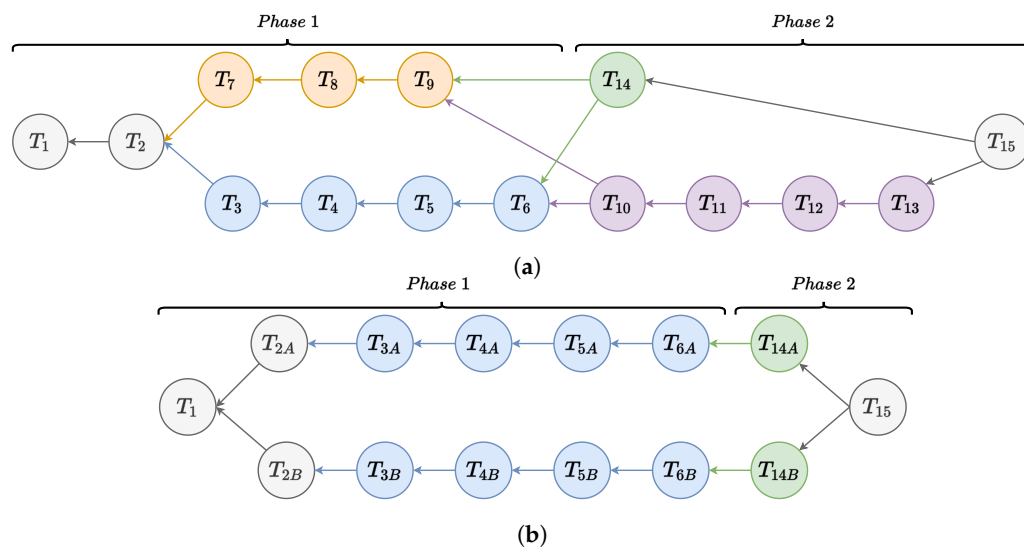 Phase 1 Phase 2
T7 T8 T9 T14
T1 T2 T15
T3 T4 T5 T6 T10 T11 T12 T13
(a)
Phase 1 Phase 2
T2A T3A T4A T5A T6A T14A
T1 T15
T2B T3B T4B T5B T6B T14B
(b)